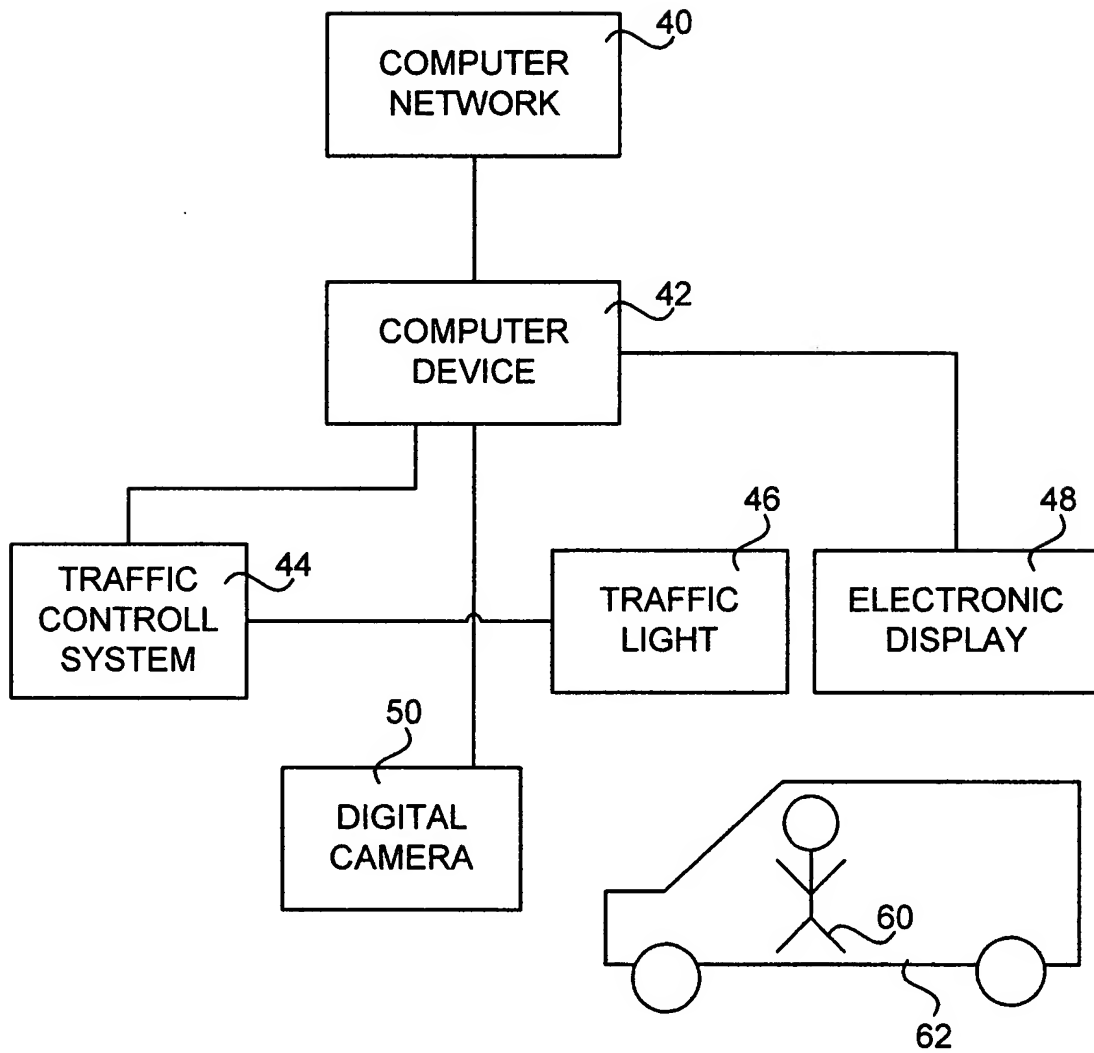 40
COMPUTER
NETWORK
42
COMPUTER
DEVICE
46
48
44
TRAFFIC
CONTROLL
SYSTEM
TRAFFIC
LIGHT
ELECTRONIC
DISPLAY
50
DIGITAL
CAMERA
60
62